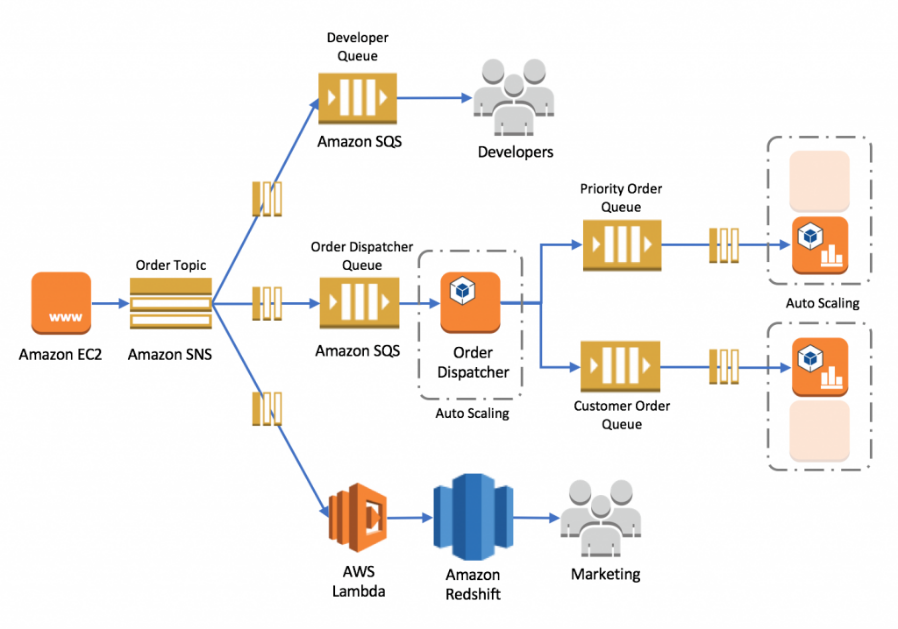 Developer
Queue
Amazon SQS
Developers
Priority Order
Queue
Order Topic
Order Dispatcher
Queue
www
Amazon EC2
Amazon SNS
Amazon SQS
Order
Dispatcher
Auto Scaling
Auto Scaling
Customer Order
Queue
AWS
Lambda
Amazon
Redshift
Marketing